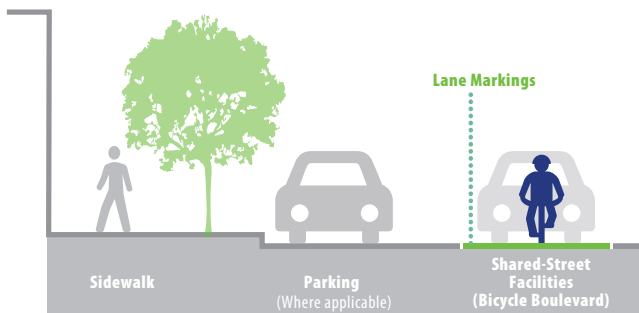 Lane Markings
Sidewalk
Parking
(Where applicable)
Shared-Street
Facilities
(Bicycle Boulevard)